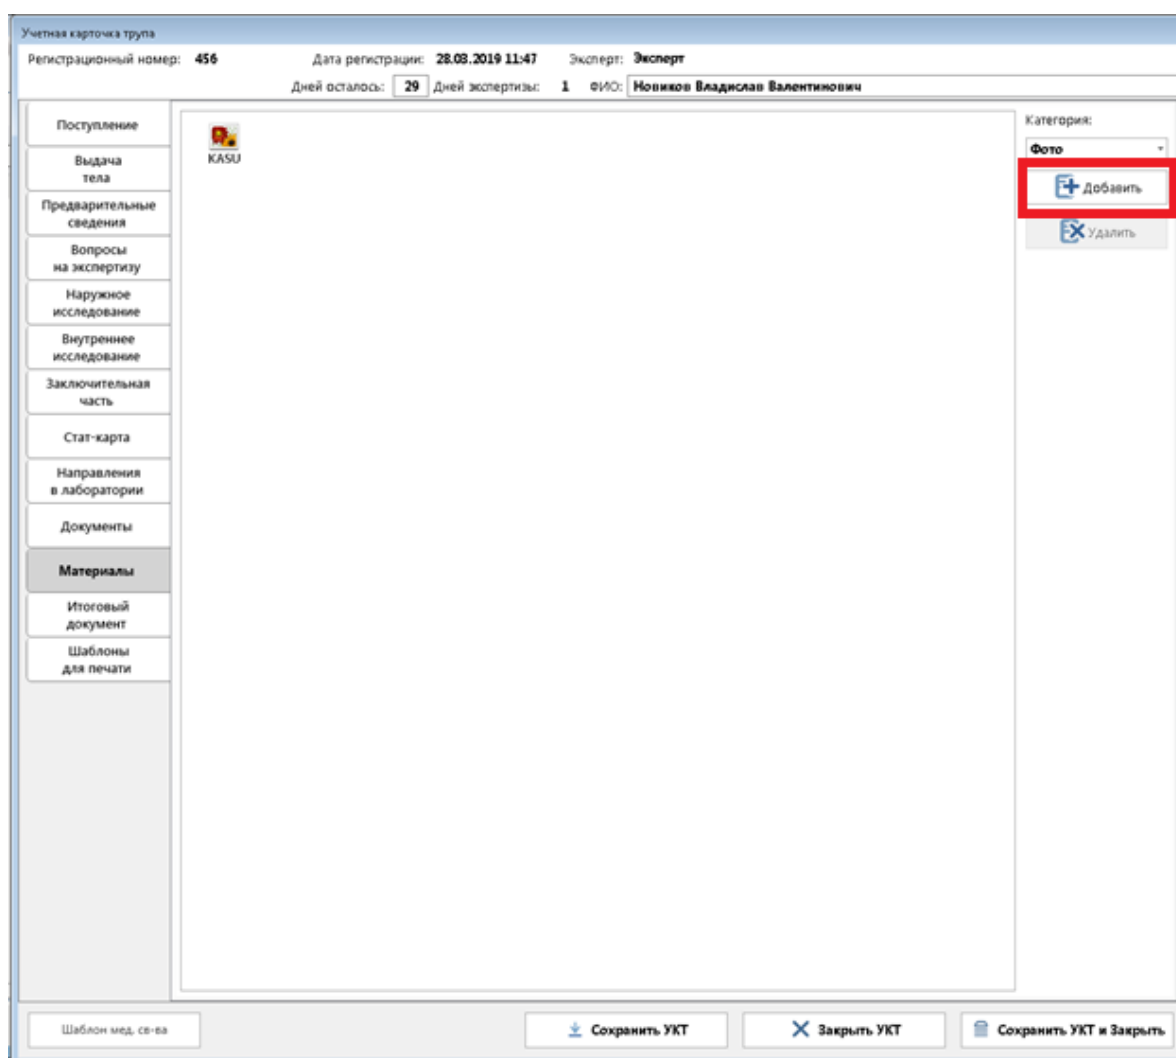 Учетная карточка трупа
Регистрационный номер: 456 Дата регистрации: 28.03.2019 11:47 Эксперт: Эксперт
Дней осталось: 29 Дней экспертизы: 1 ФИО: Новиков Владислав Валентинович
Поступление
Выдача
тела
Предварительные
сведения
Вопросы
на экспертизу
Наружное
исследование
Внутреннее
исследование
Заключительная
часть
Стат-карта
Направления
в лаборатории
Документы
Материалы
Итоговый
документ
Шаблоны
для печати
KASU
Категория:
Фото
Добавить
Удалить
Шаблон мед. св-ва
Сохранить УКТ
Закрыть УКТ
Сохранить УКТ и Закрыть